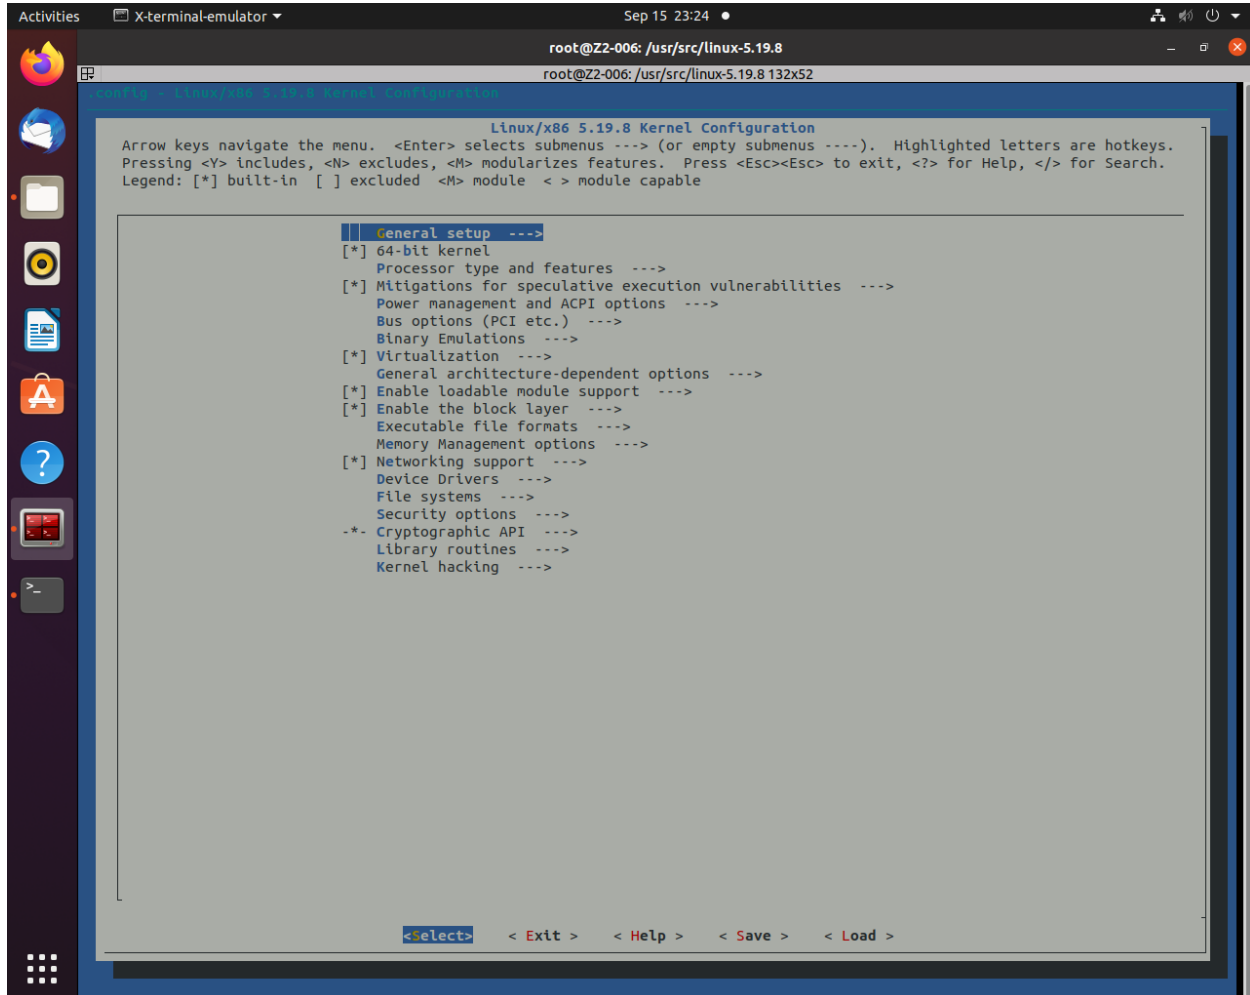 Activities X-terminal-emulator Sep 15 23:24
root@Z2-006: /usr/src/linux-5.19.8
root@Z2-006: /usr/src/linux-5.19.8 132x52
.config - Linux/x86 5.19.8 Kernel Configuration
Linux/x86 5.19.8 Kernel Configuration
Arrow keys navigate the menu. <Enter> selects submenus ---> (or empty submenus ----). Highlighted letters are hotkeys.
Pressing <Y> includes, <N> excludes, <M> modularizes features. Press <Esc><Esc> to exit, <?> for Help, </> for Search.
Legend: [*] built-in [ ] excluded <M> module < > module capable
General setup --->
[*] 64-bit kernel
Processor type and features --->
[*] Mitigations for speculative execution vulnerabilities --->
Power management and ACPI options --->
Bus options (PCI etc.) --->
Binary Emulations --->
[*] Virtualization --->
General architecture-dependent options --->
[*] Enable loadable module support --->
[*] Enable the block layer --->
Executable file formats --->
Memory Management options --->
[*] Networking support --->
Device Drivers --->
File systems --->
Security options --->
-*- Cryptographic API --->
Library routines --->
Kernel hacking --->
<Select> < Exit > < Help > < Save > < Load >